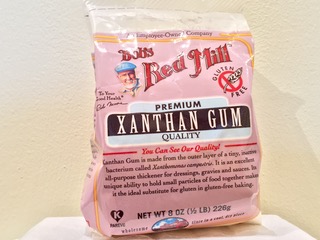 Employee-Owned Company
Bob's
Red Mill
To Your
Good Health
Bob Moore
GLUTEN
FREE
PREMIUM
XANTHAN GUM
QUALITY
You Can See Our Quality!
Xanthan Gum is made from the outer layer of a tiny, inactive
bacterium called Xanthomonas campestris. It is an excellent
all-purpose thickener for dressings, gravies and sauces. Its
unique ability to hold small particles of food together makes
it the ideal substitute for gluten in gluten-free baking.
K
PAREVE
NET WT 8 OZ (½ LB) 226g
wholesome